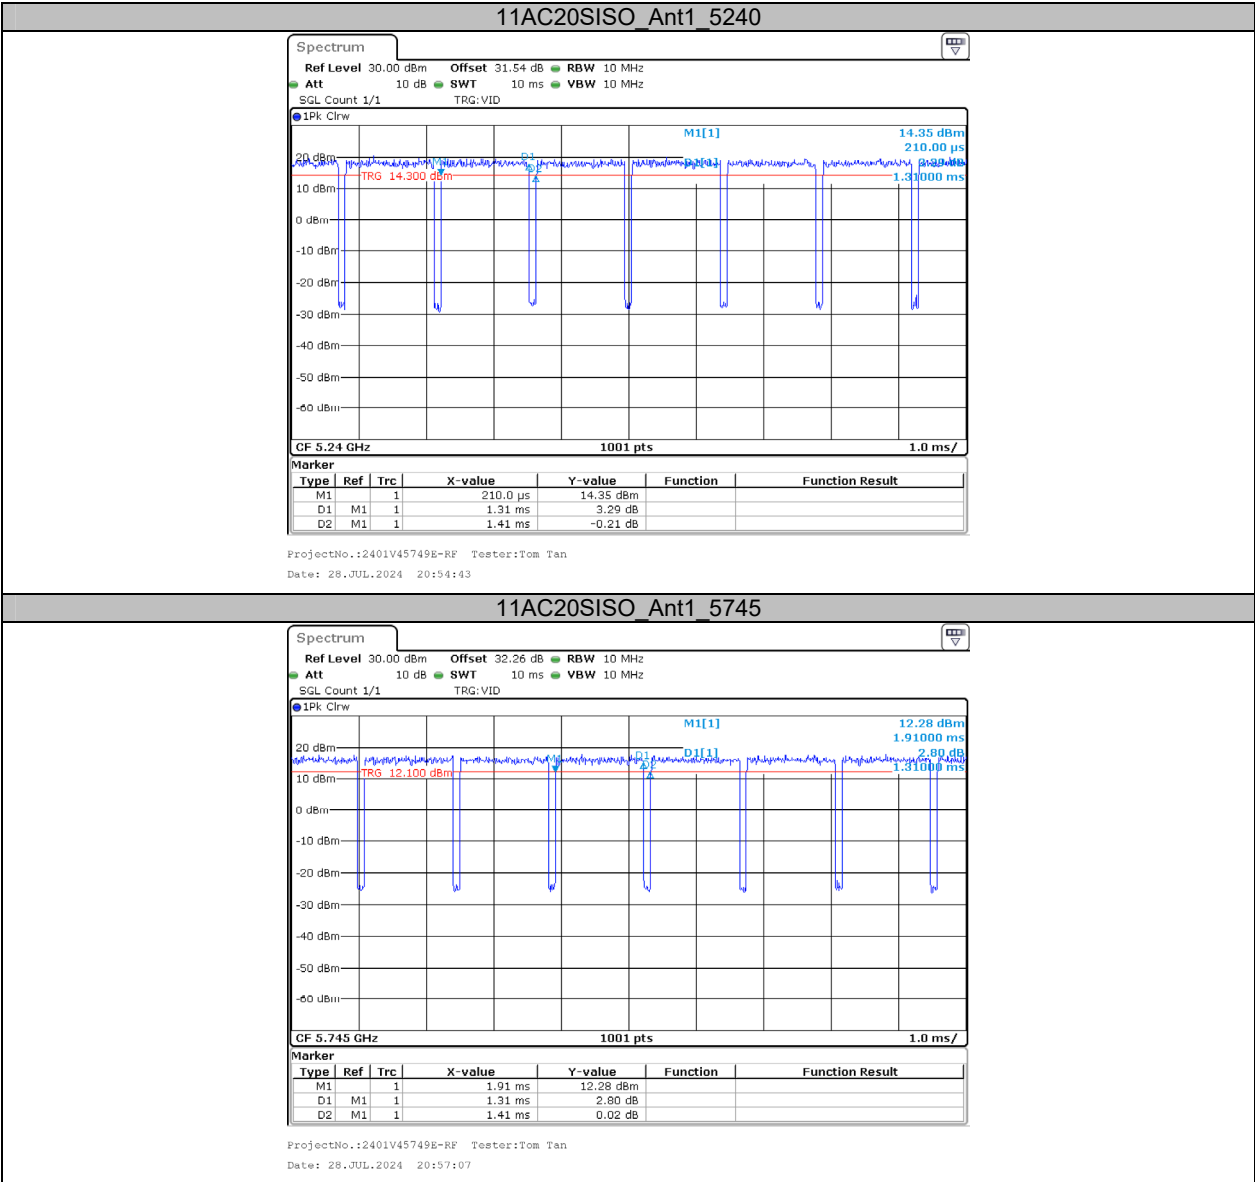 11AC20SISO_Ant1_5240
Spectrum
Ref Level 30.00 dBm Offset 31.54 dB RBW 10 MHz
Att 10 dB SWT 10 ms VBW 10 MHz
SGL Count 1/1 TRG:VID
1Pk Clrw
M1[1] 14.35 dBm
210.00 µs
20 dBm D1 D1[1]
D2
TRG 14.300 dBm 1.31000 ms
10 dBm
0 dBm
-10 dBm
-20 dBm
-30 dBm
-40 dBm
-50 dBm
-60 dBm
CF 5.24 GHz 1001 pts 1.0 ms/
Marker
Type Ref Trc X-value Y-value Function Function Result
M1 1 210.0 µs 14.35 dBm
D1 M1 1 1.31 ms 3.29 dB
D2 M1 1 1.41 ms -0.21 dB
ProjectNo.:2401V45749E-RF Tester:Tom Tan
Date: 28.JUL.2024 20:54:43
11AC20SISO_Ant1_5745
Spectrum
Ref Level 30.00 dBm Offset 32.26 dB RBW 10 MHz
Att 10 dB SWT 10 ms VBW 10 MHz
SGL Count 1/1 TRG:VID
1Pk Clrw
M1[1] 12.28 dBm
1.91000 ms
20 dBm D1 D1[1] 2.80 dB
D2
TRG 12.100 dBm 1.31000 ms
10 dBm
0 dBm
-10 dBm
-20 dBm
-30 dBm
-40 dBm
-50 dBm
-60 dBm
CF 5.745 GHz 1001 pts 1.0 ms/
Marker
Type Ref Trc X-value Y-value Function Function Result
M1 1 1.91 ms 12.28 dBm
D1 M1 1 1.31 ms 2.80 dB
D2 M1 1 1.41 ms 0.02 dB
ProjectNo.:2401V45749E-RF Tester:Tom Tan
Date: 28.JUL.2024 20:57:07